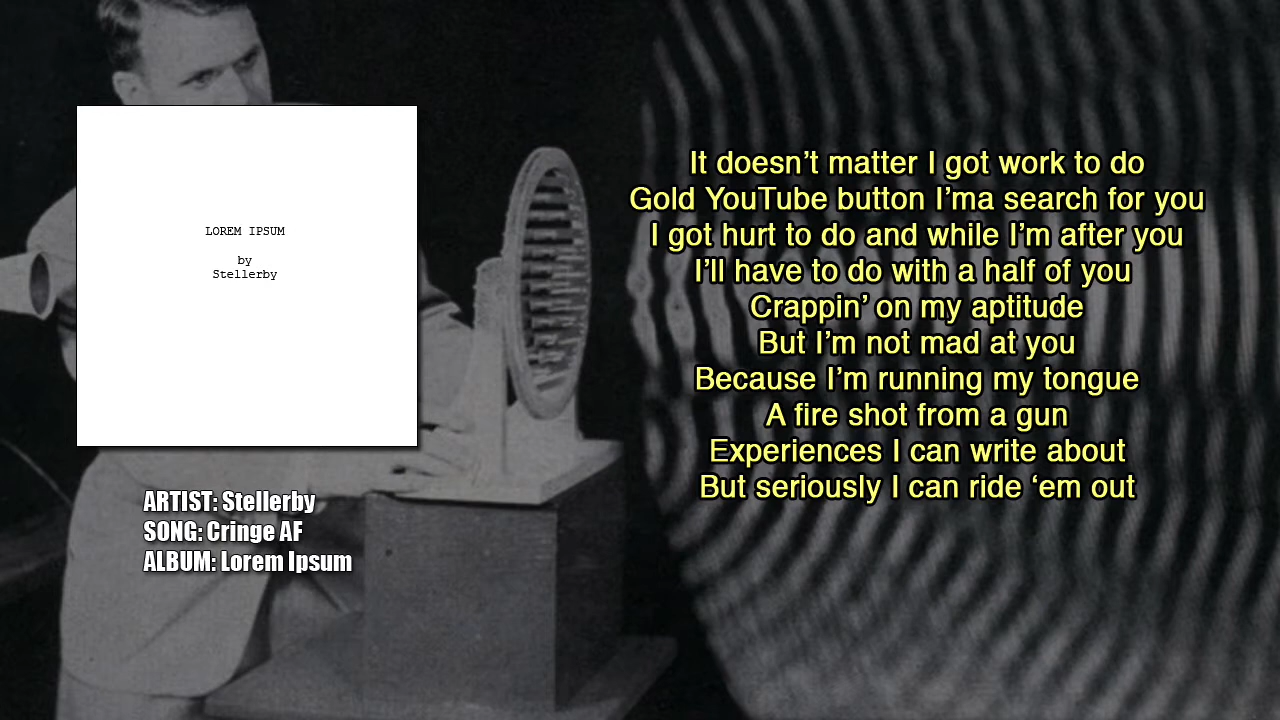 LOREM IPSUM
by
Stellerby
ARTIST: Stellerby
SONG: Cringe AF
ALBUM: Lorem Ipsum
It doesn’t matter I got work to do
Gold YouTube button I’ma search for you
I got hurt to do and while I’m after you
I’ll have to do with a half of you
Crappin’ on my aptitude
But I’m not mad at you
Because I’m running my tongue
A fire shot from a gun
Experiences I can write about
But seriously I can ride ‘em out